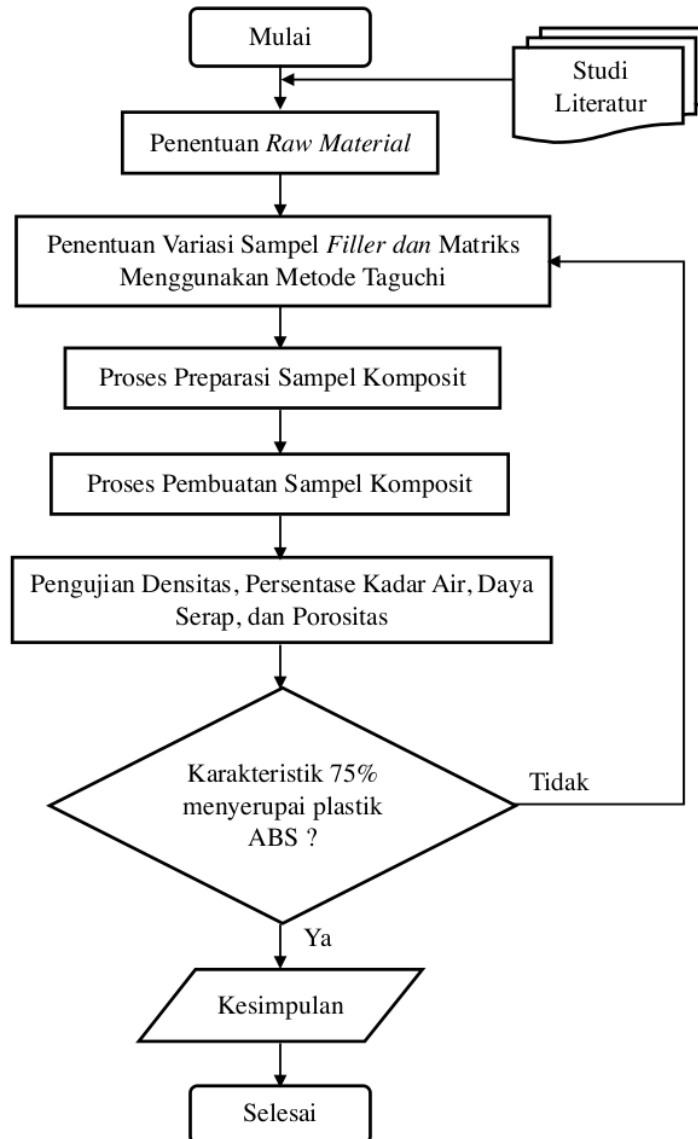 Mulai
Studi
Literatur
Penentuan Raw Material
Penentuan Variasi Sampel Filler dan Matriks
Menggunakan Metode Taguchi
Proses Preparasi Sampel Komposit
Proses Pembuatan Sampel Komposit
Pengujian Densitas, Persentase Kadar Air, Daya
Serap, dan Porositas
Karakteristik 75%
menyerupai plastik
ABS ?
Tidak
Ya
Kesimpulan
Selesai